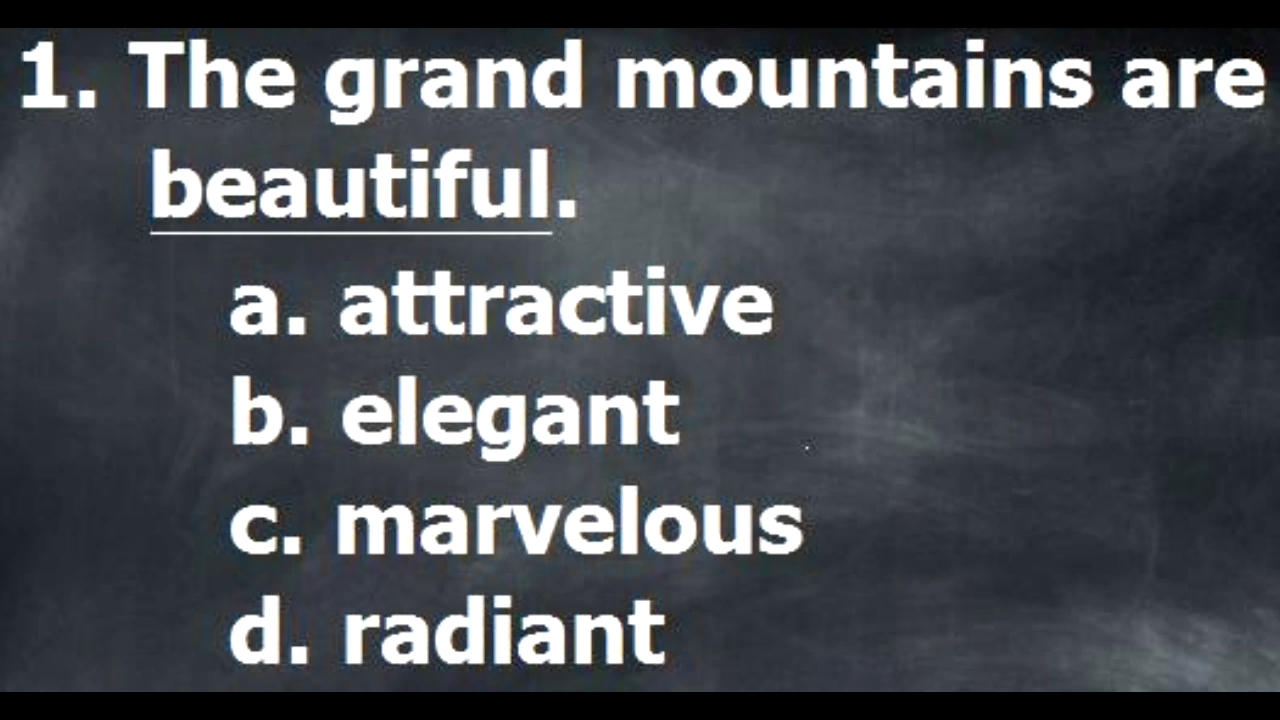 1. The grand mountains are
beautiful.
a. attractive
b. elegant
c. marvelous
d. radiant